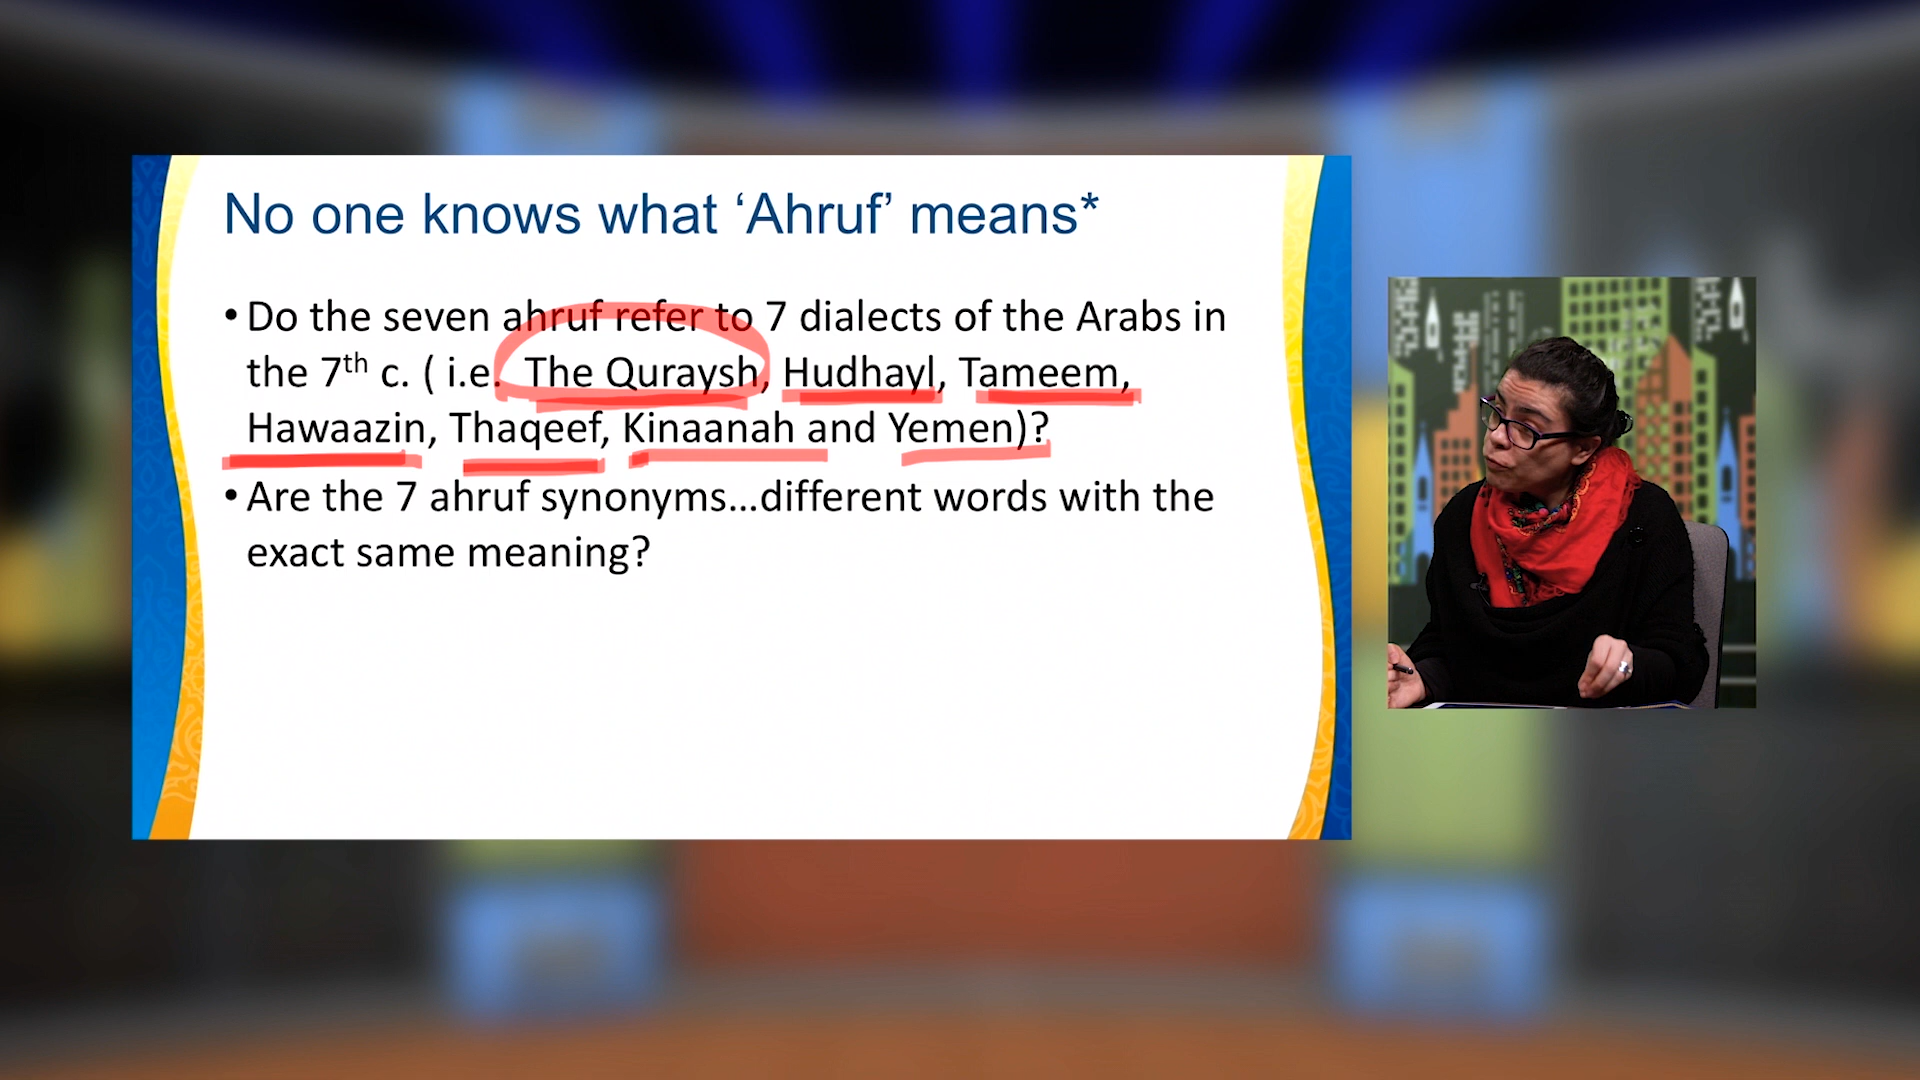 No one knows what ‘Ahruf’ means*
• Do the seven ahruf refer to 7 dialects of the Arabs in
the 7th c. ( i.e. The Quraysh, Hudhayl, Tameem,
Hawaazin, Thaqeef, Kinaanah and Yemen)?
• Are the 7 ahruf synonyms...different words with the
exact same meaning?